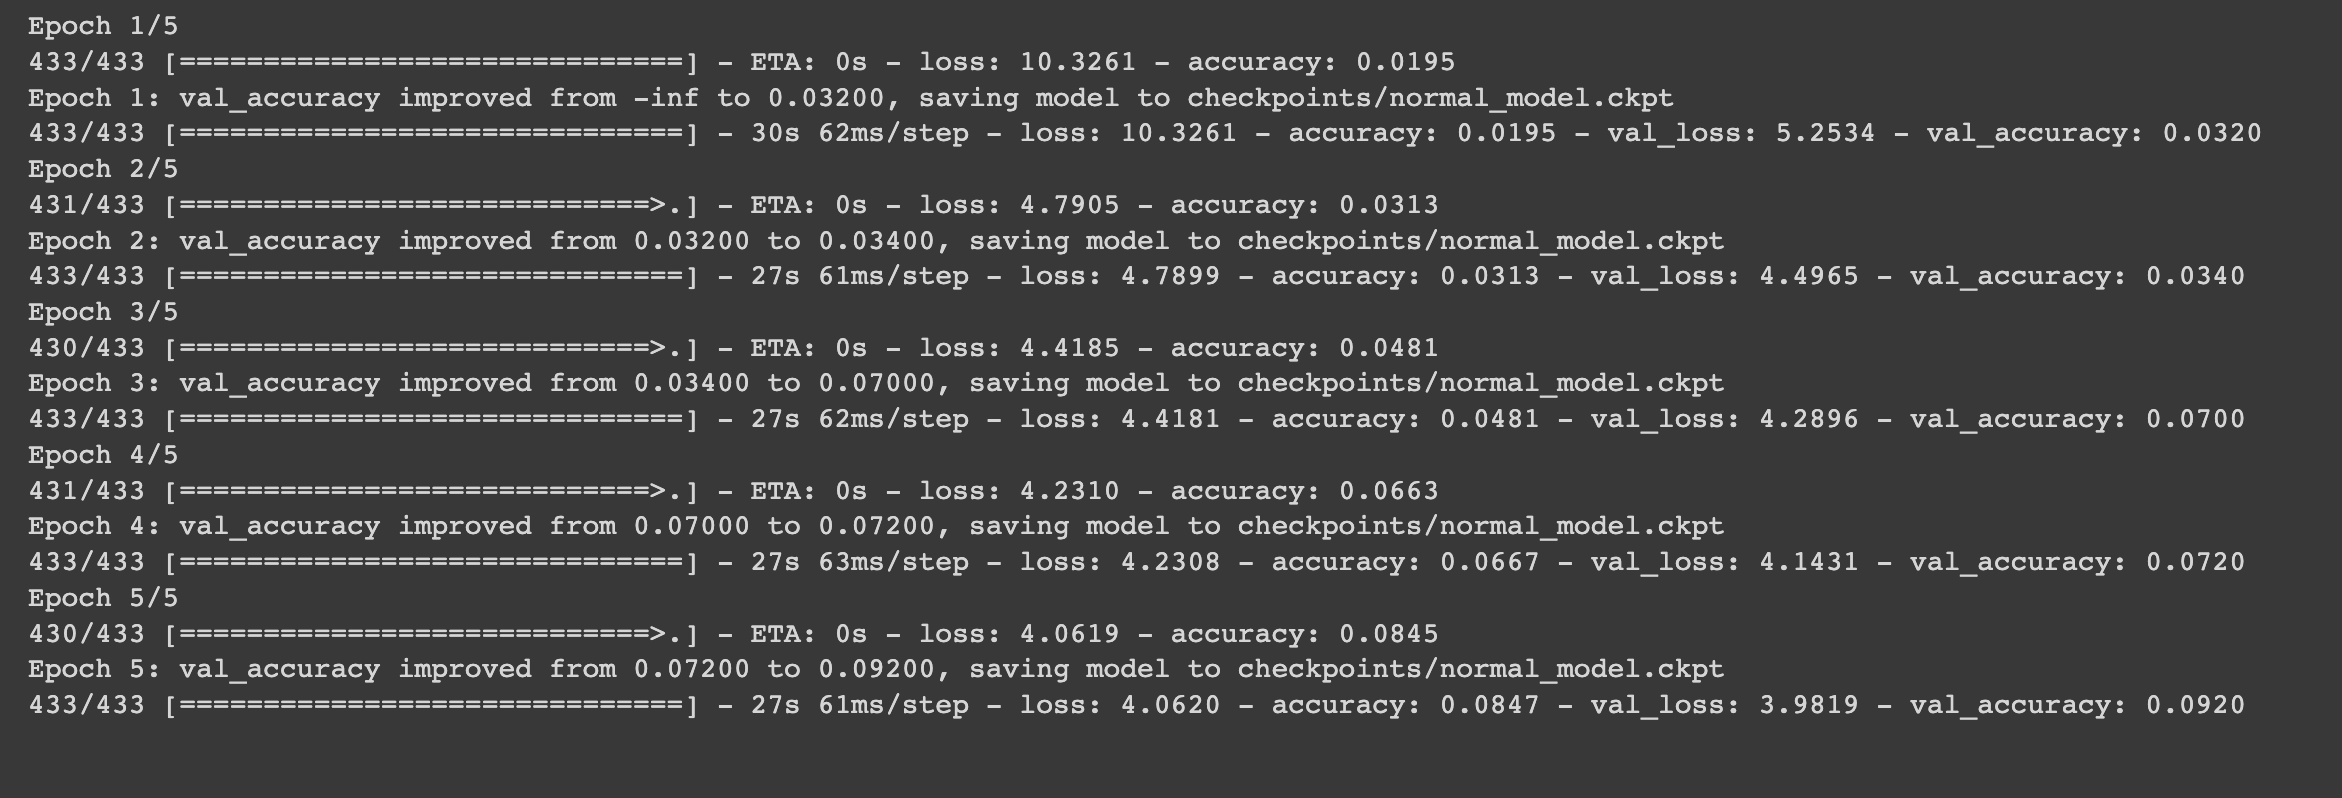 Epoch 1/5
433/433 [==============================] - ETA: 0s - loss: 10.3261 - accuracy: 0.0195
Epoch 1: val_accuracy improved from -inf to 0.03200, saving model to checkpoints/normal_model.ckpt
433/433 [==============================] - 30s 62ms/step - loss: 10.3261 - accuracy: 0.0195 - val_loss: 5.2534 - val_accuracy: 0.0320
Epoch 2/5
431/433 [============================>.] - ETA: 0s - loss: 4.7905 - accuracy: 0.0313
Epoch 2: val_accuracy improved from 0.03200 to 0.03400, saving model to checkpoints/normal_model.ckpt
433/433 [==============================] - 27s 61ms/step - loss: 4.7899 - accuracy: 0.0313 - val_loss: 4.4965 - val_accuracy: 0.0340
Epoch 3/5
430/433 [============================>.] - ETA: 0s - loss: 4.4185 - accuracy: 0.0481
Epoch 3: val_accuracy improved from 0.03400 to 0.07000, saving model to checkpoints/normal_model.ckpt
433/433 [==============================] - 27s 62ms/step - loss: 4.4181 - accuracy: 0.0481 - val_loss: 4.2896 - val_accuracy: 0.0700
Epoch 4/5
431/433 [============================>.] - ETA: 0s - loss: 4.2310 - accuracy: 0.0663
Epoch 4: val_accuracy improved from 0.07000 to 0.07200, saving model to checkpoints/normal_model.ckpt
433/433 [==============================] - 27s 63ms/step - loss: 4.2308 - accuracy: 0.0667 - val_loss: 4.1431 - val_accuracy: 0.0720
Epoch 5/5
430/433 [============================>.] - ETA: 0s - loss: 4.0619 - accuracy: 0.0845
Epoch 5: val_accuracy improved from 0.07200 to 0.09200, saving model to checkpoints/normal_model.ckpt
433/433 [==============================] - 27s 61ms/step - loss: 4.0620 - accuracy: 0.0847 - val_loss: 3.9819 - val_accuracy: 0.0920